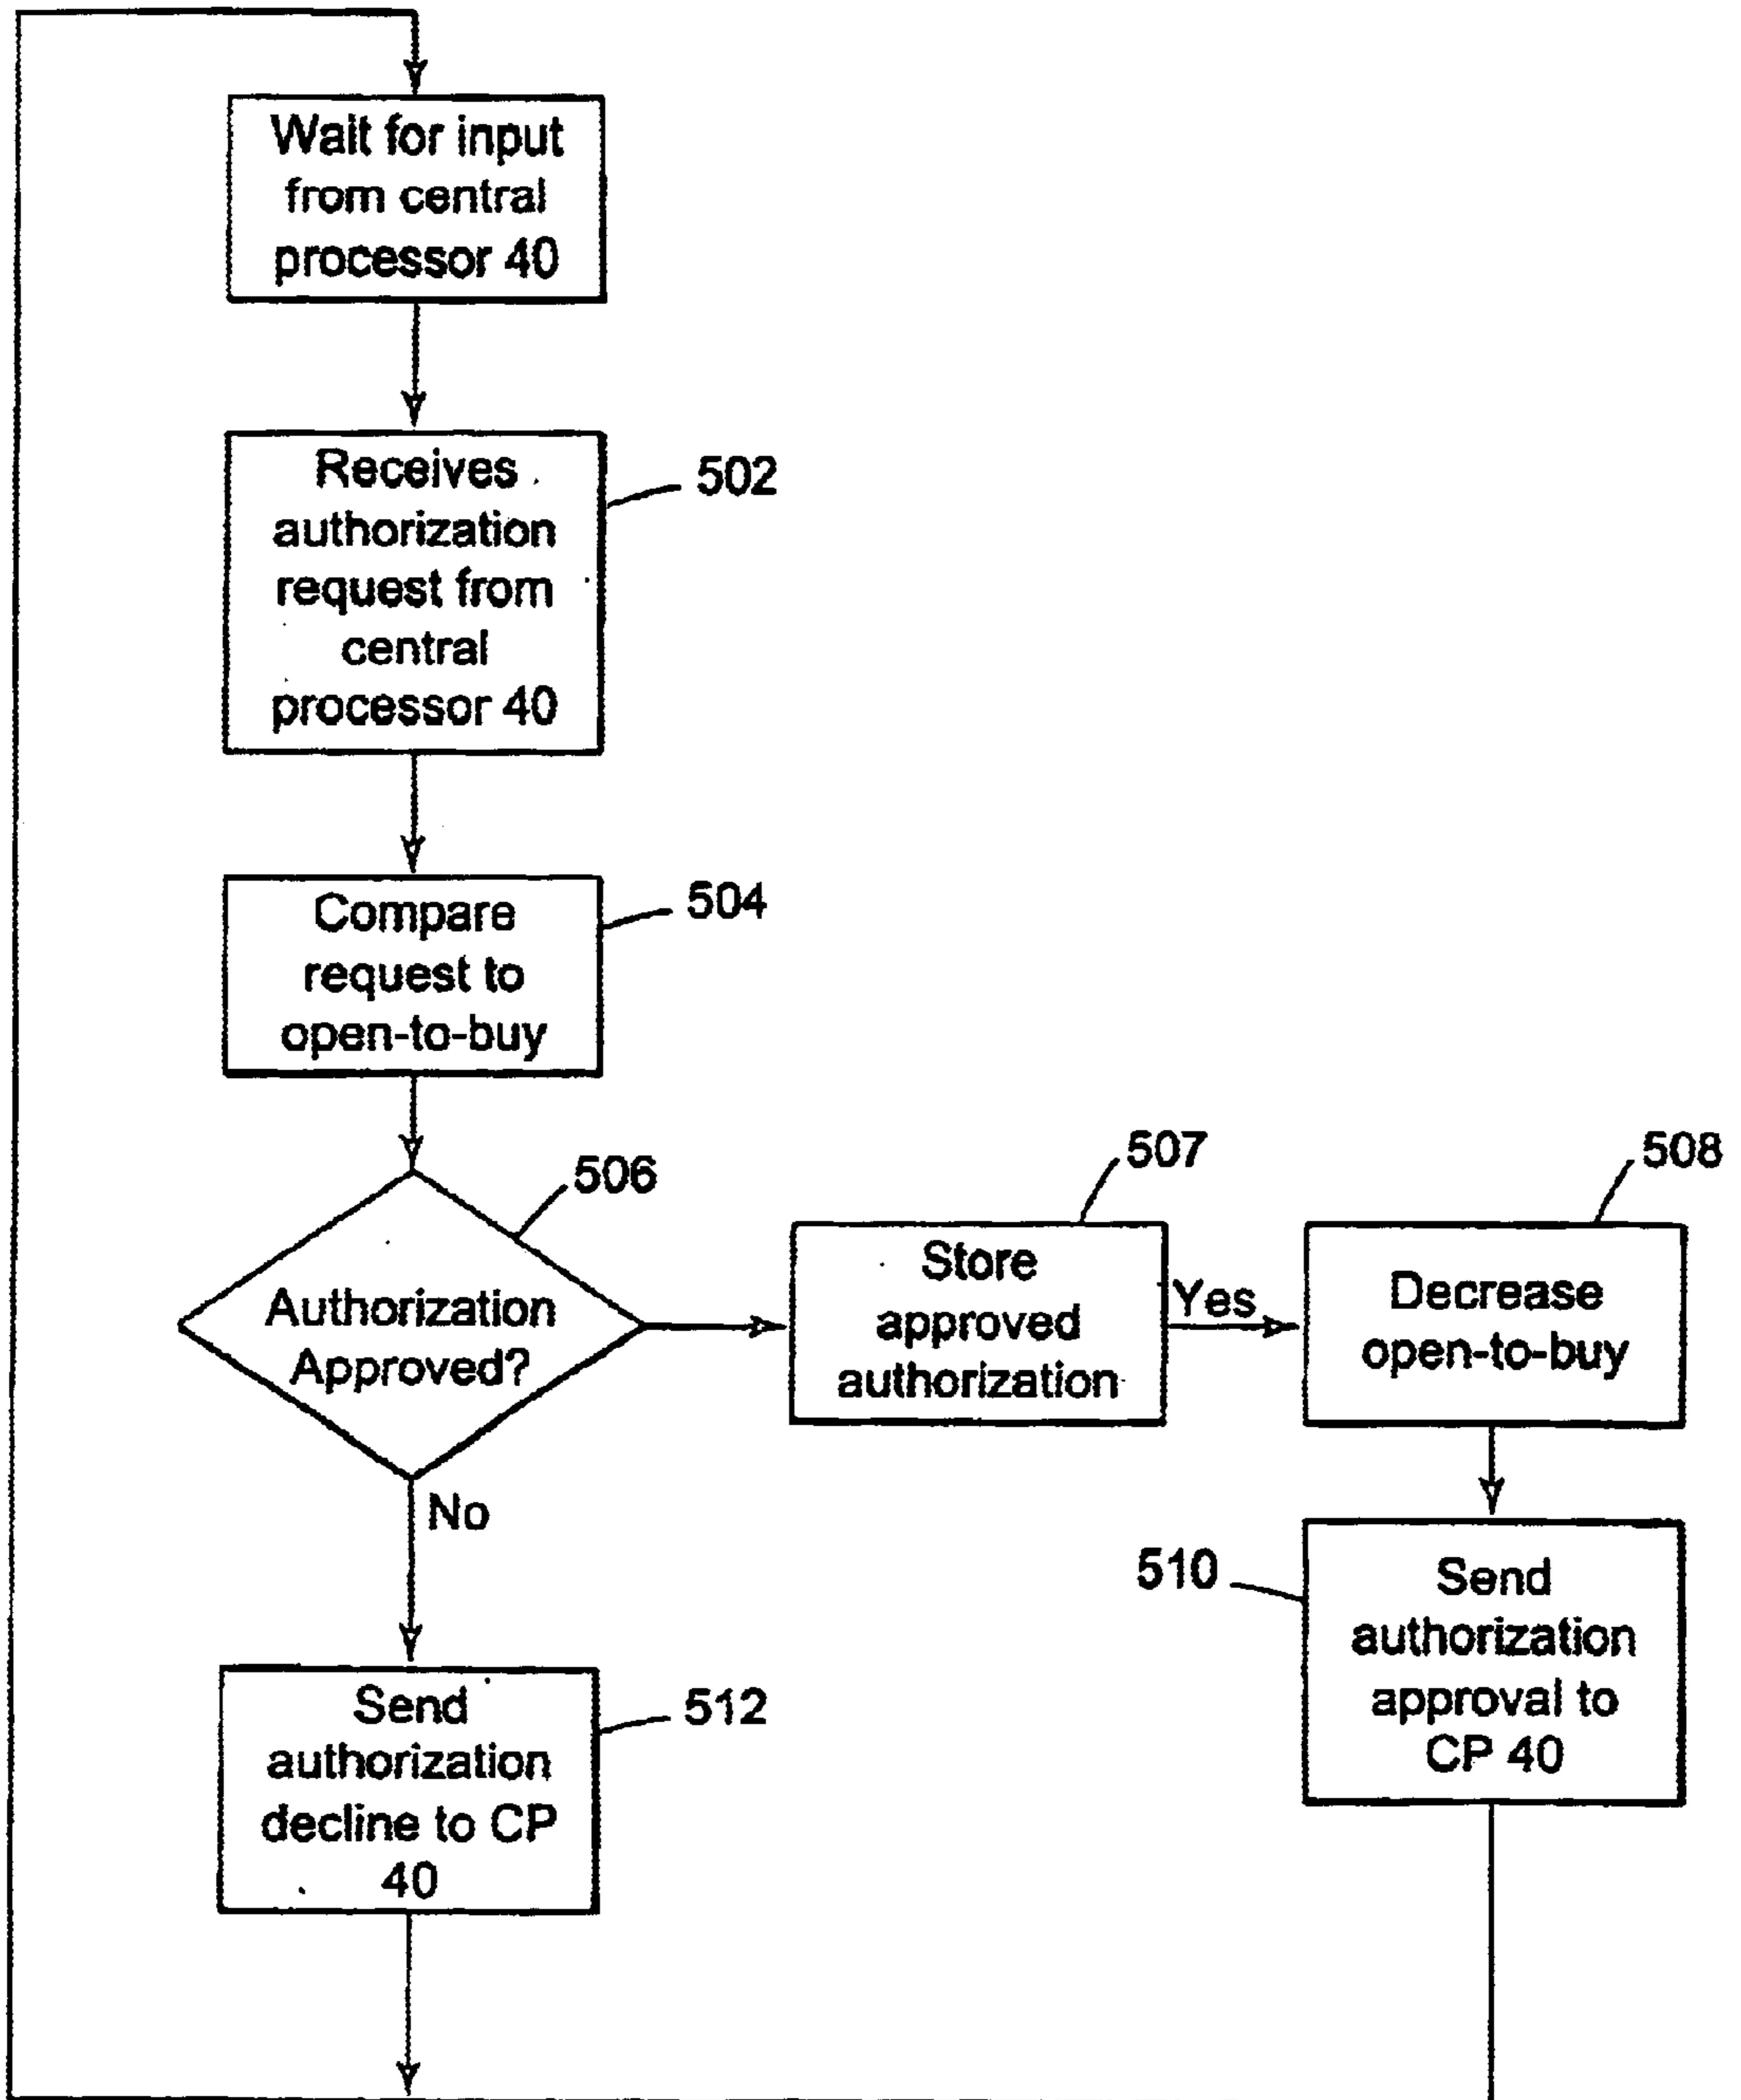 Wait for input
from central
processor 40
Receives
authorization
request from
central
processor 40
502
Compare
request to
open-to-buy
504
506
Authorization
Approved?
507
Store
approved
authorization
Yes
508
Decrease
open-to-buy
No
510
Send
authorization
approval to
CP 40
Send
authorization
decline to CP
40
512